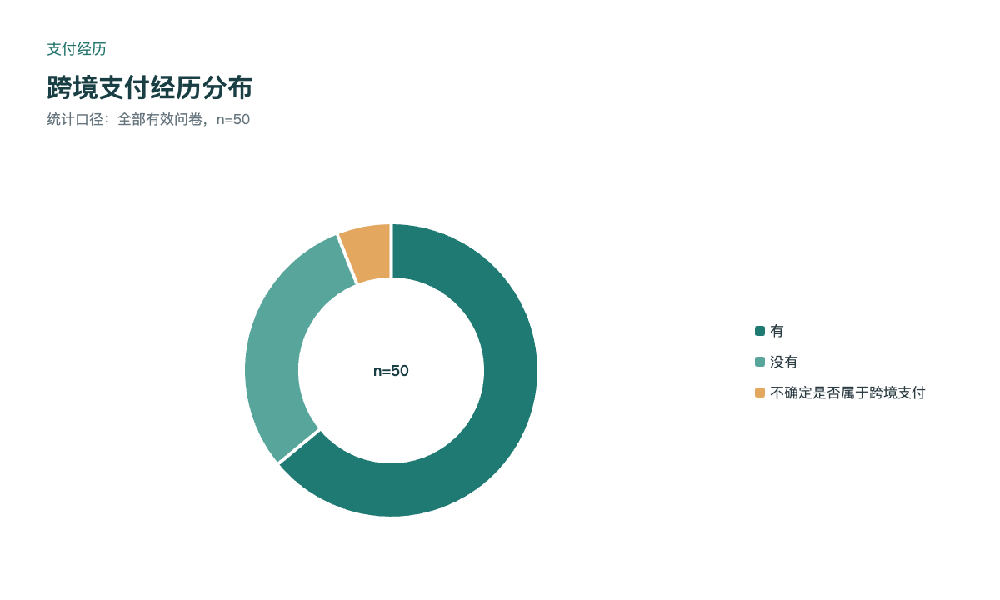 支付经历
跨境支付经历分布
统计口径：全部有效问卷，n=50
n=50
有
没有
不确定是否属于跨境支付